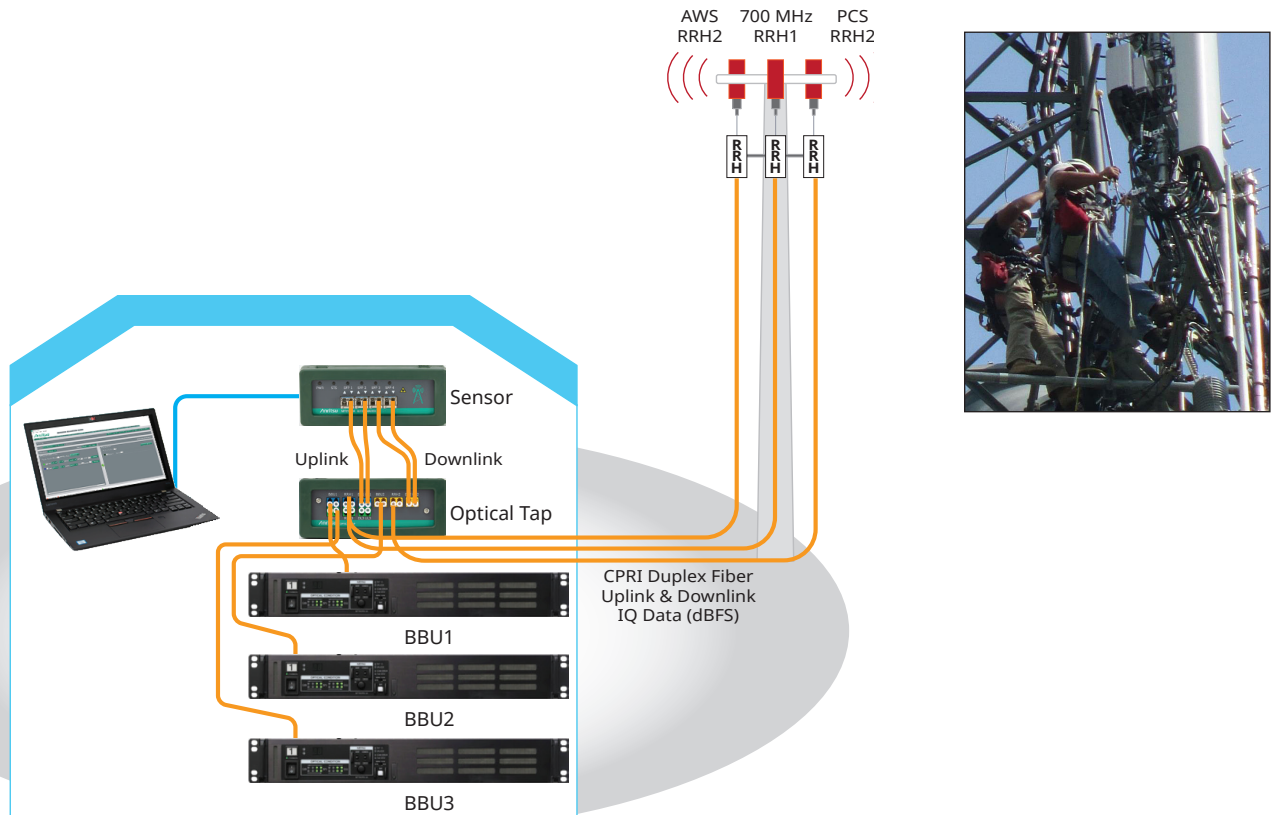 AWS
RRH2
700 MHz
RRH1
PCS
RRH2
RRH
RRH
RRH
Sensor
Uplink
Downlink
Optical Tap
CPRI Duplex Fiber
Uplink & Downlink
IQ Data (dBFS)
BBU1
BBU2
BBU3